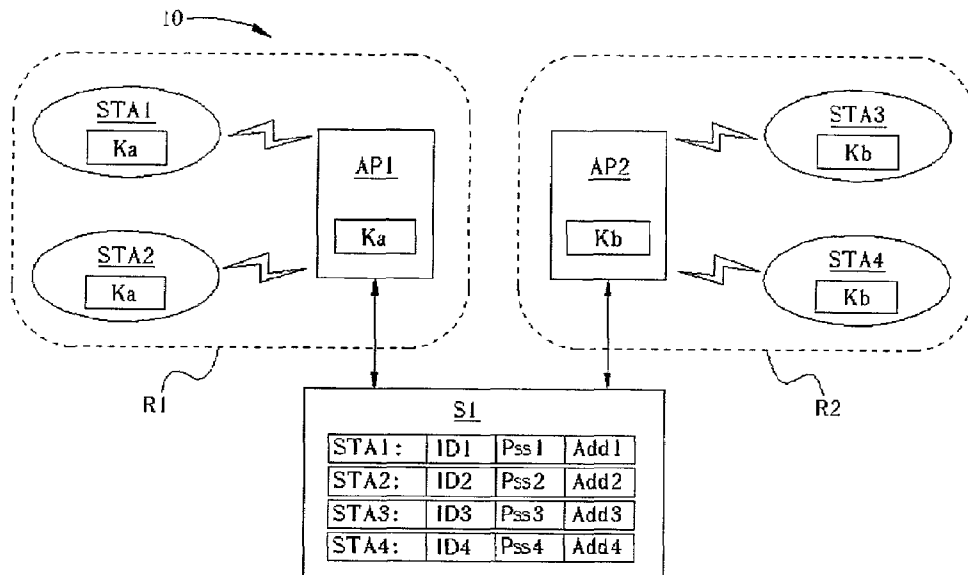 10
STA1
Ka
STA2
Ka
AP1
Ka
AP2
Kb
STA3
Kb
STA4
Kb
R1
R2
S1
STA1: ID1 Pss1 Add1
STA2: ID2 Pss2 Add2
STA3: ID3 Pss3 Add3
STA4: ID4 Pss4 Add4